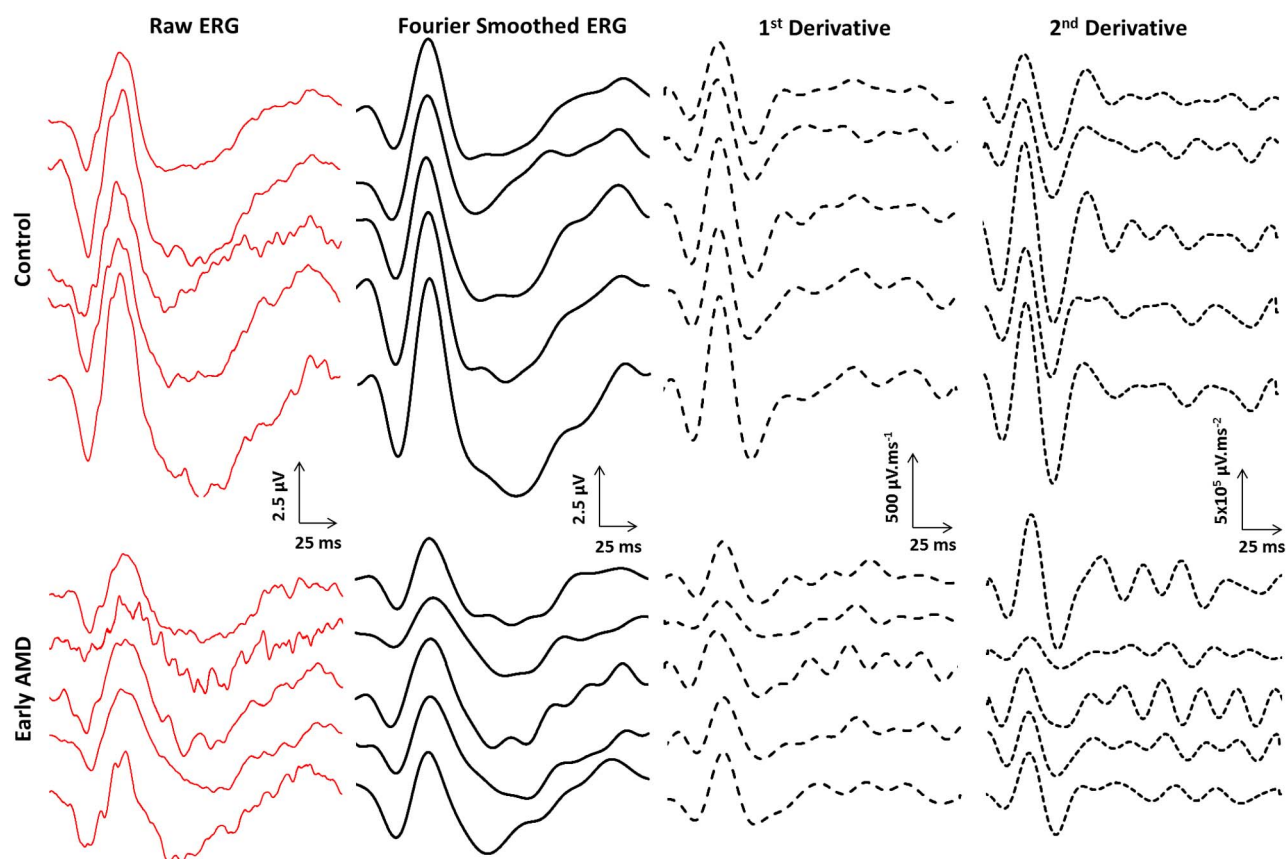 Raw ERG
Fourier Smoothed ERG
1st Derivative
2nd Derivative
Control
2.5 µV
25 ms
2.5 µV
25 ms
500 µV.ms-1
25 ms
5x10⁵ µV.ms-2
25 ms
Early AMD